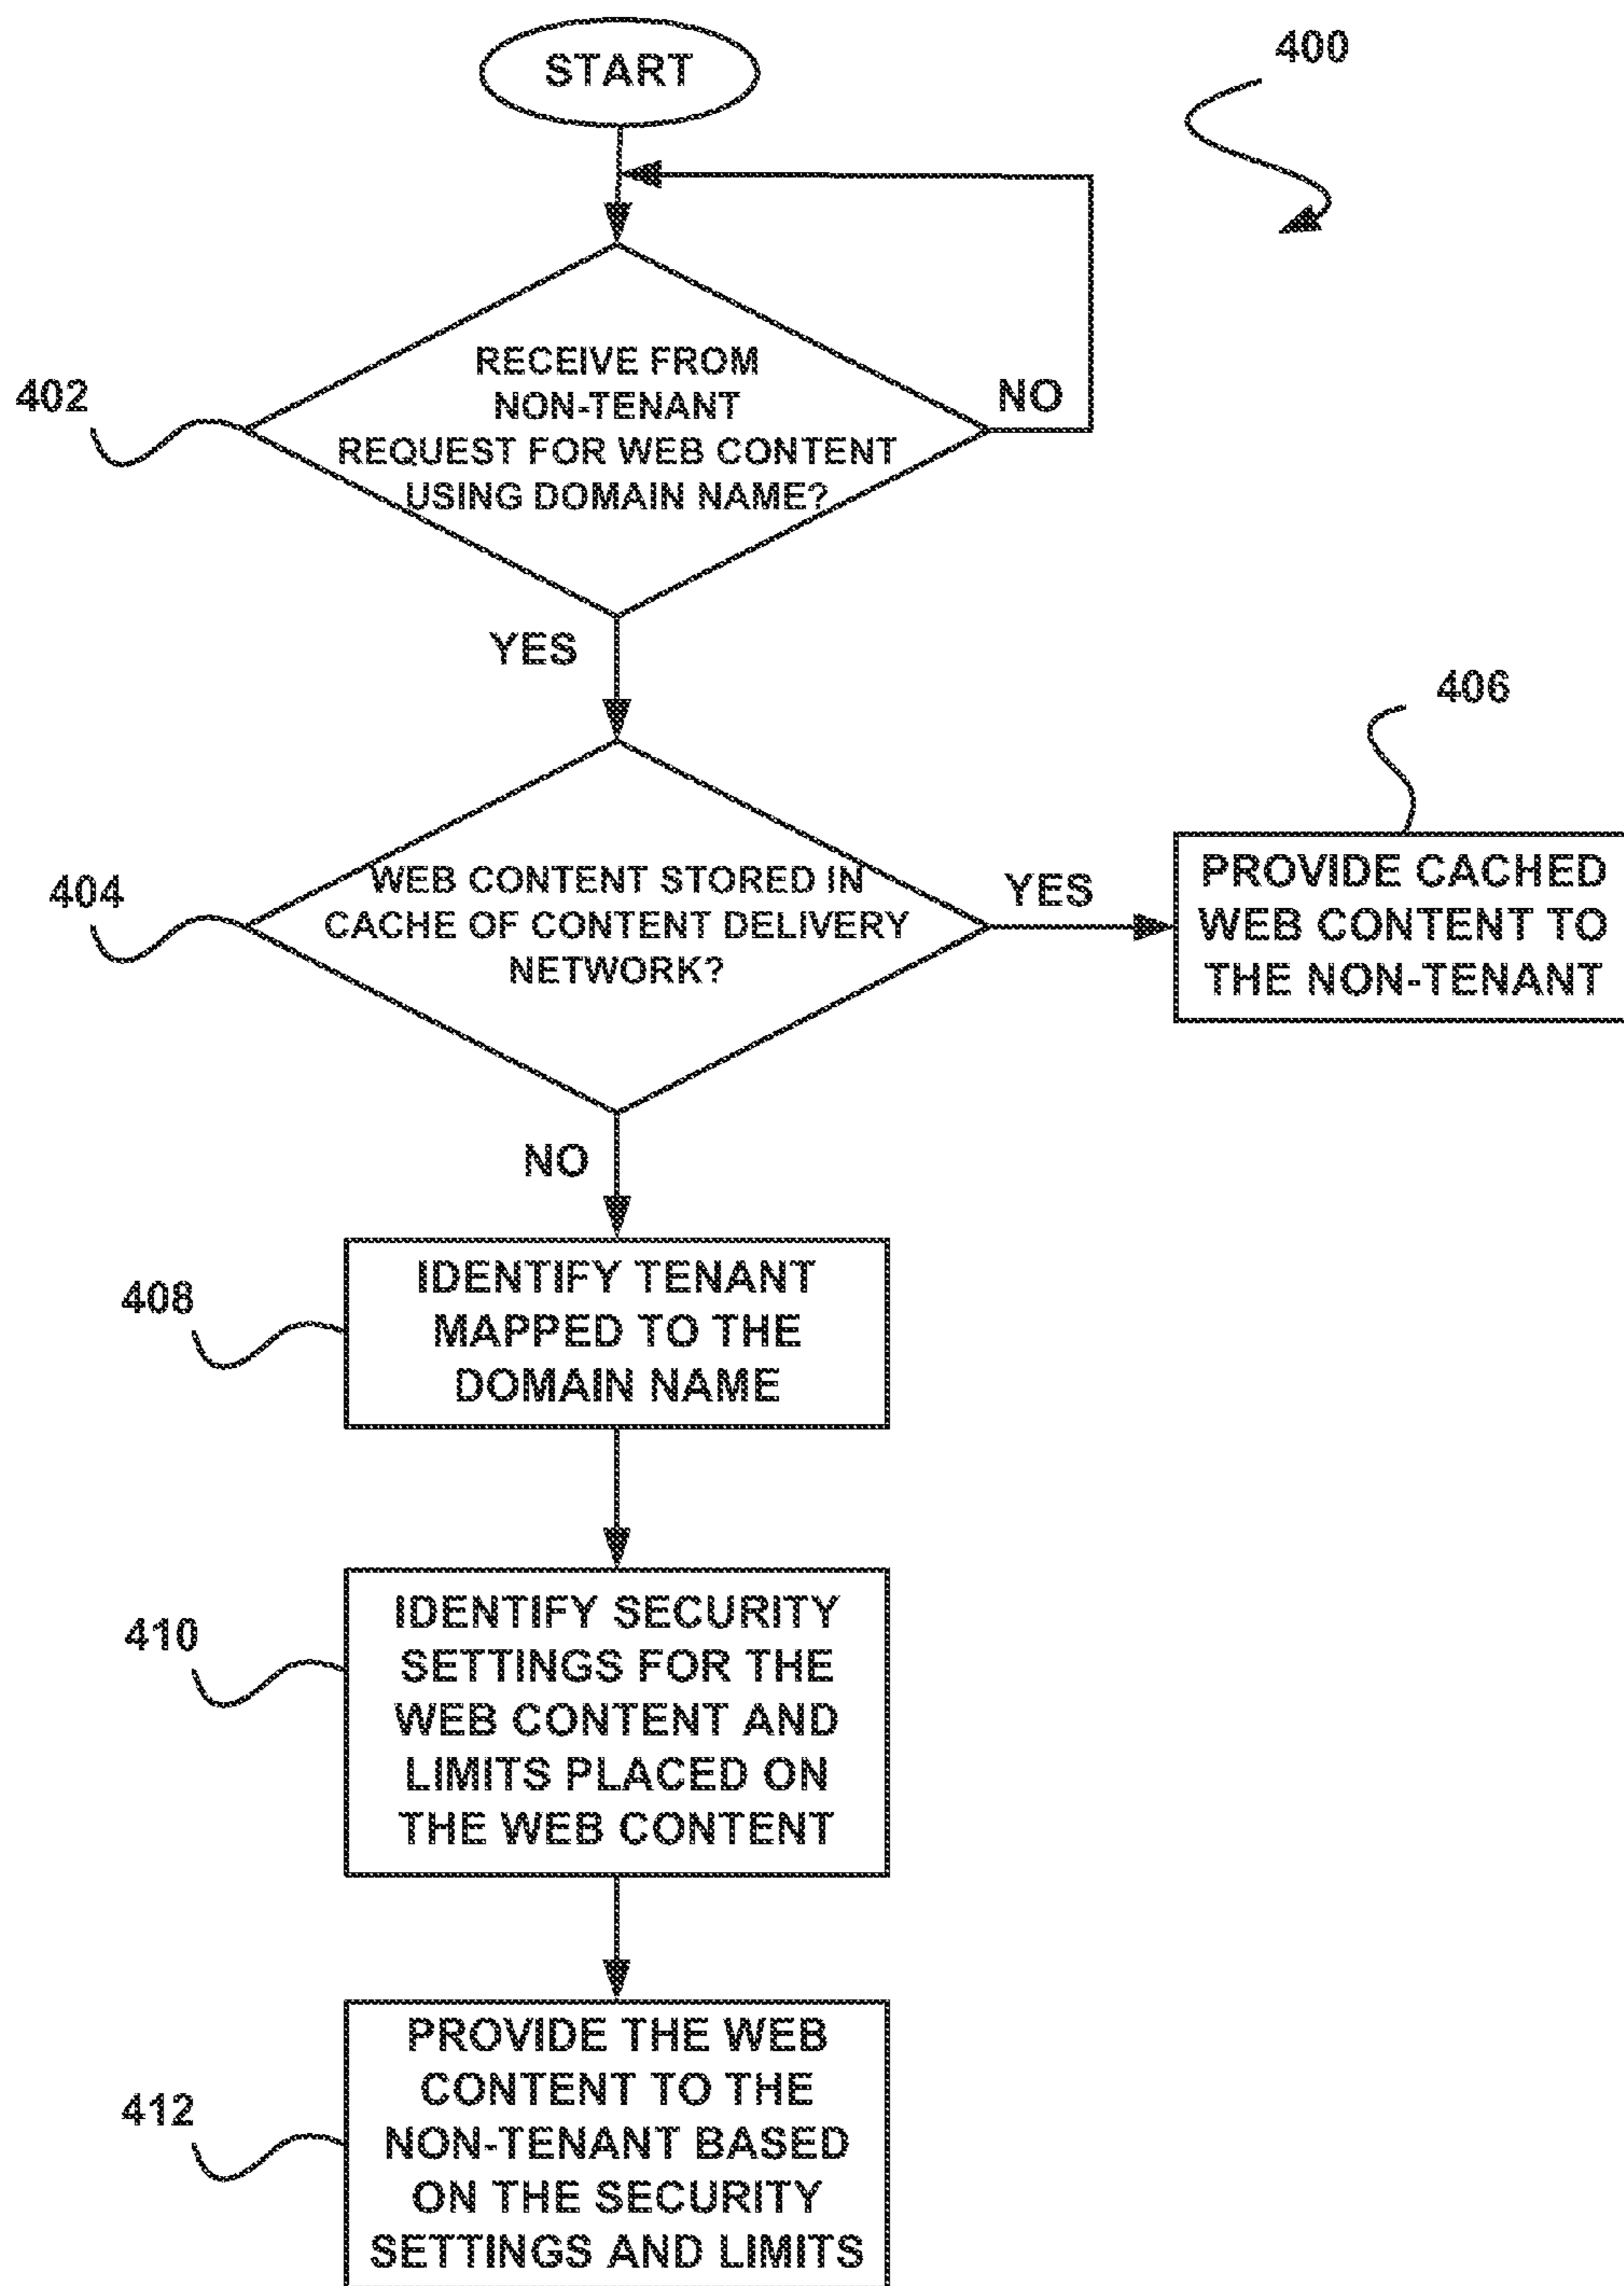 START
400
402
RECEIVE FROM
NON-TENANT
REQUEST FOR WEB CONTENT
USING DOMAIN NAME?
NO
YES
406
404
WEB CONTENT STORED IN
CACHE OF CONTENT DELIVERY
NETWORK?
YES
PROVIDE CACHED
WEB CONTENT TO
THE NON-TENANT
NO
408
IDENTIFY TENANT
MAPPED TO THE
DOMAIN NAME
410
IDENTIFY SECURITY
SETTINGS FOR THE
WEB CONTENT AND
LIMITS PLACED ON
THE WEB CONTENT
412
PROVIDE THE WEB
CONTENT TO THE
NON-TENANT BASED
ON THE SECURITY
SETTINGS AND LIMITS